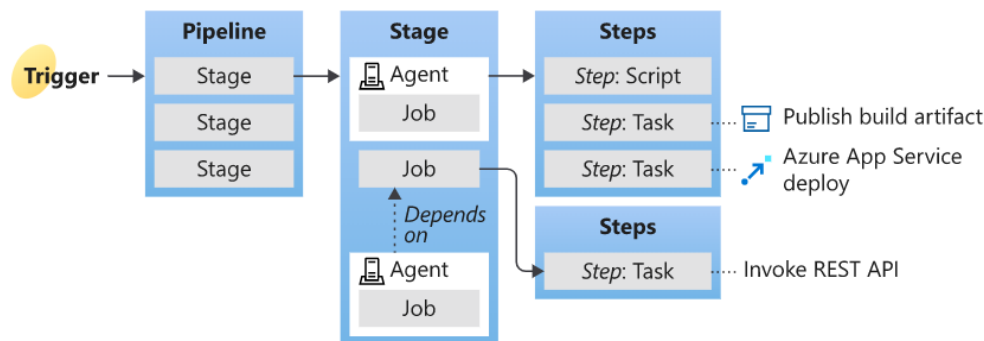 Trigger
Pipeline
Stage
Stage
Stage
Stage
Agent
Job
Job
Depends
on
Agent
Job
Steps
Step: Script
Step: Task
Step: Task
Publish build artifact
Azure App Service
deploy
Steps
Step: Task
Invoke REST API